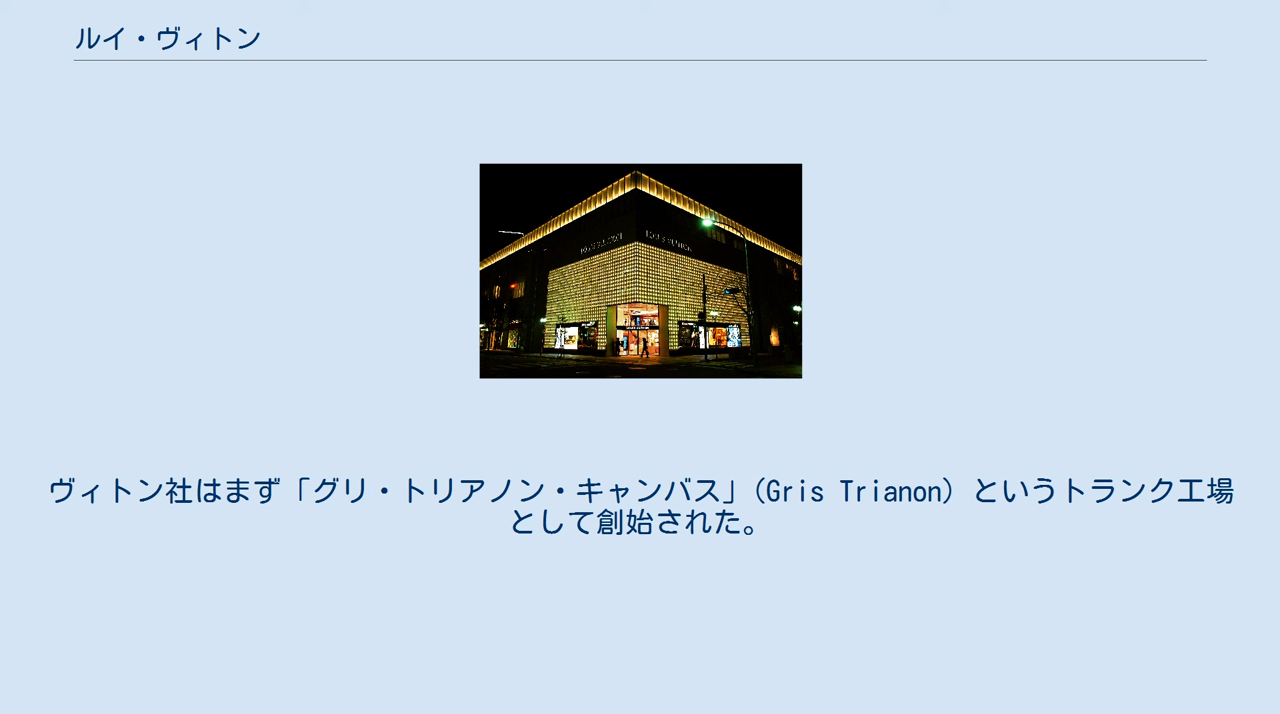 ルイ・ヴィトン
ヴィトン社はまず「グリ・トリアノン・キャンバス」(Gris Trianon) というトランク工場
として創始された。